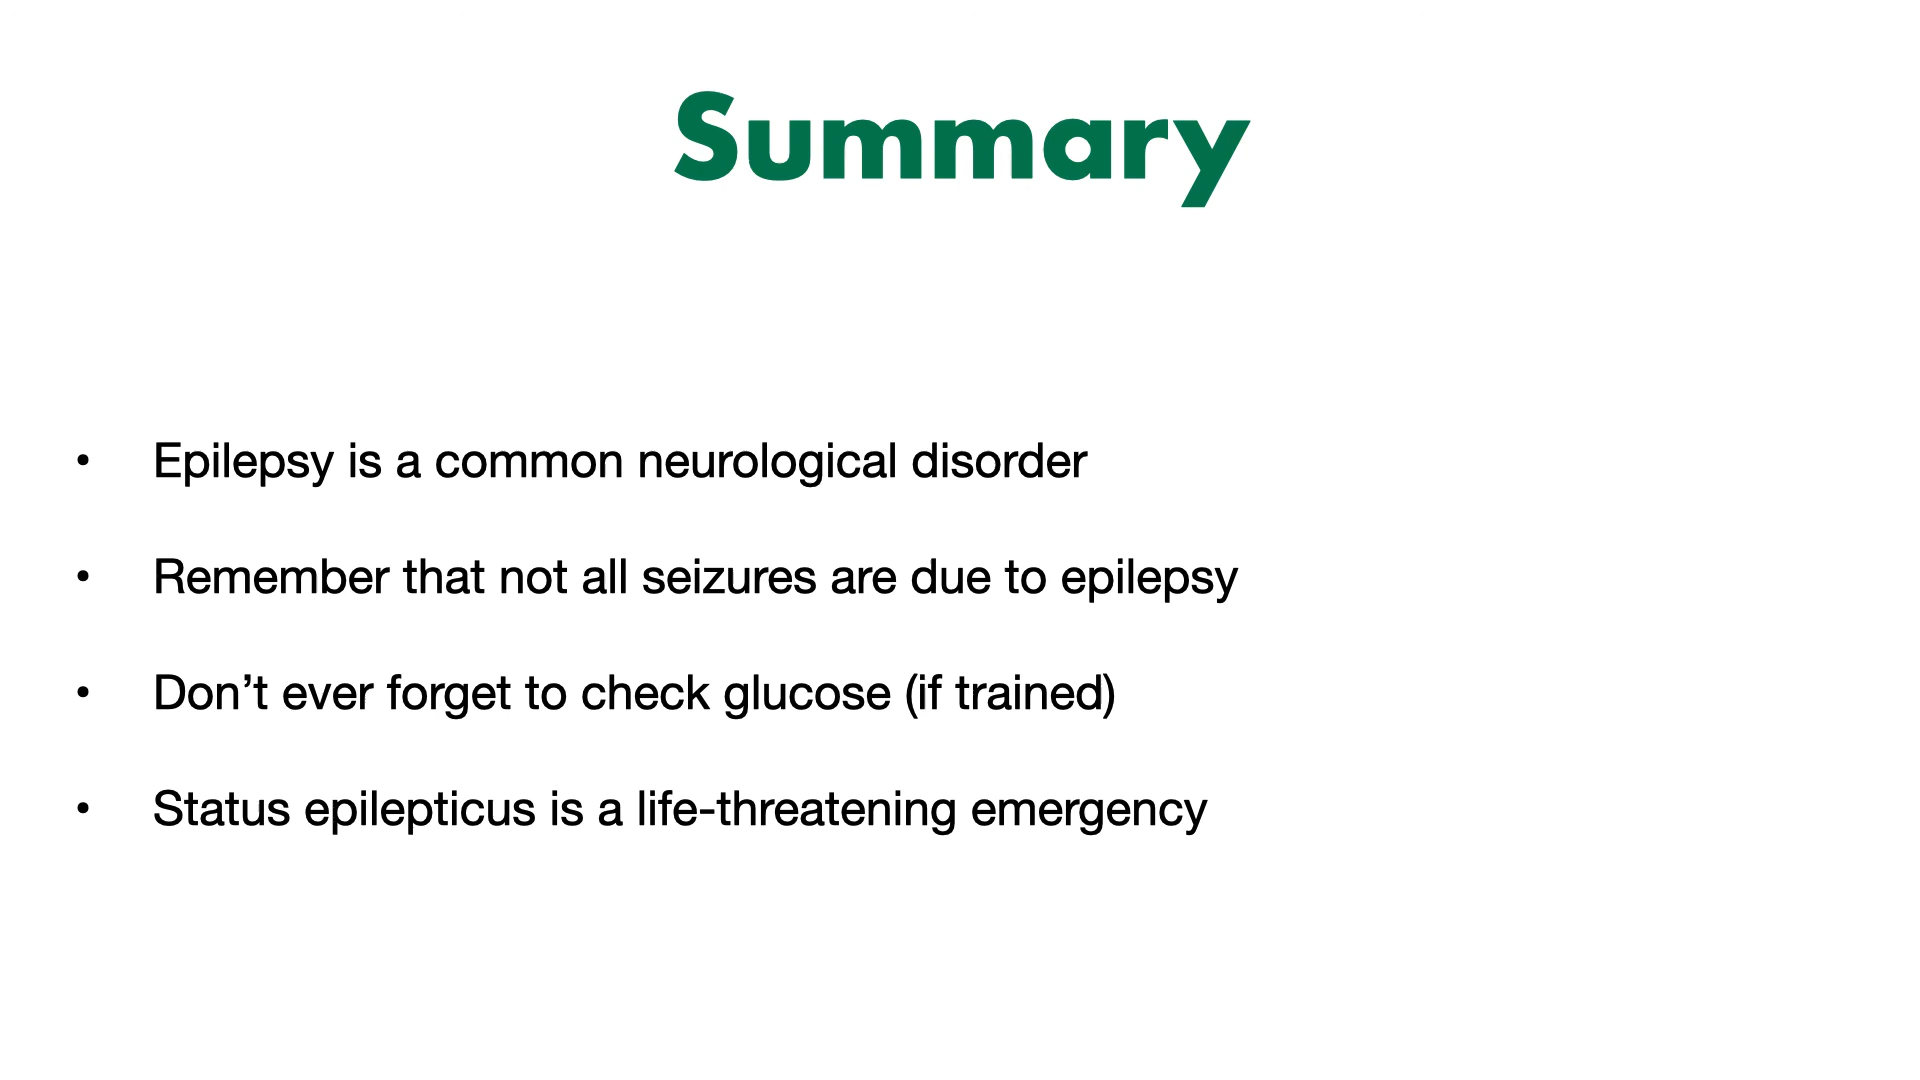 Summary
• Epilepsy is a common neurological disorder
• Remember that not all seizures are due to epilepsy
• Don’t ever forget to check glucose (if trained)
• Status epilepticus is a life-threatening emergency